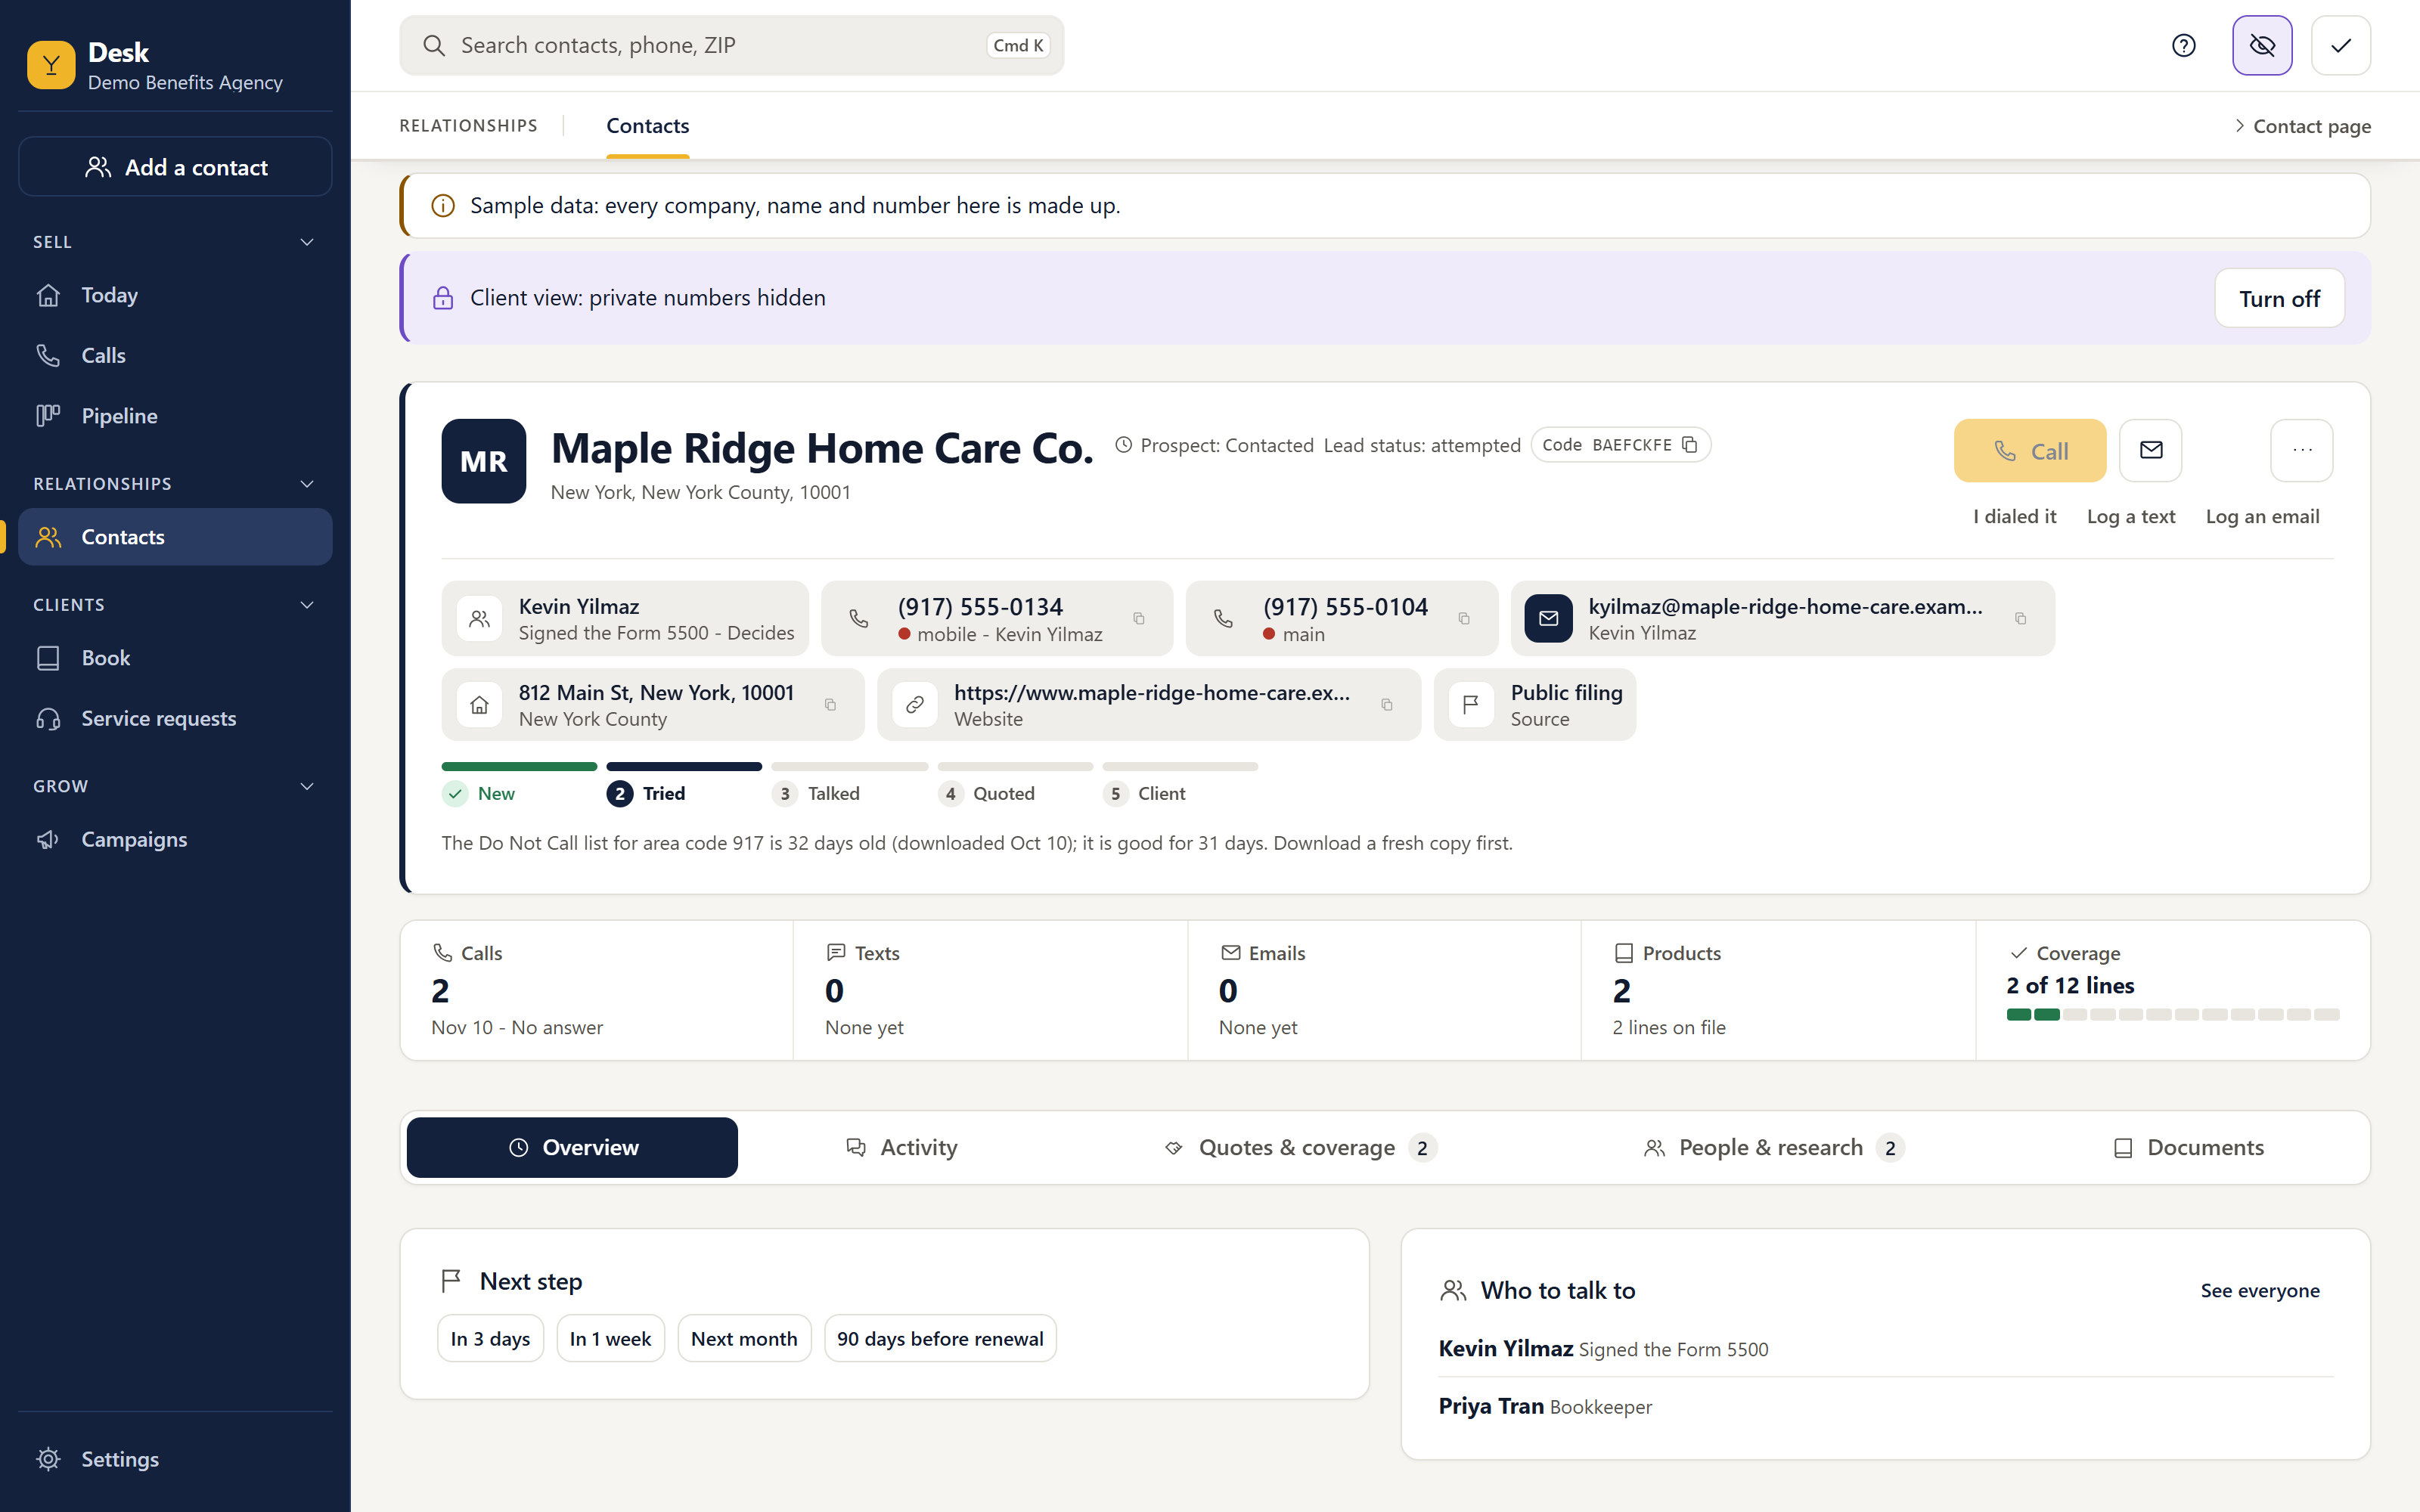 Desk
Demo Benefits Agency
Add a contact
SELL
Today
Calls
Pipeline
RELATIONSHIPS
Contacts
CLIENTS
Book
Service requests
GROW
Campaigns
Settings
Search contacts, phone, ZIP
Cmd K
RELATIONSHIPS
Contacts
Contact page
Sample data: every company, name and number here is made up.
Client view: private numbers hidden
Turn off
MR
Maple Ridge Home Care Co.
Prospect: Contacted Lead status: attempted
Code BAEFCKFE
New York, New York County, 10001
Call
I dialed it
Log a text
Log an email
Kevin Yilmaz
Signed the Form 5500 - Decides
(917) 555-0134
mobile - Kevin Yilmaz
(917) 555-0104
main
kyilmaz@maple-ridge-home-care.exam...
Kevin Yilmaz
812 Main St, New York, 10001
New York County
https://www.maple-ridge-home-care.ex...
Website
Public filing
Source
New
2 Tried
3 Talked
4 Quoted
5 Client
The Do Not Call list for area code 917 is 32 days old (downloaded Oct 10); it is good for 31 days. Download a fresh copy first.
Calls
2
Nov 10 - No answer
Texts
0
None yet
Emails
0
None yet
Products
2
2 lines on file
Coverage
2 of 12 lines
Overview
Activity
Quotes & coverage 2
People & research 2
Documents
Next step
In 3 days
In 1 week
Next month
90 days before renewal
Who to talk to
See everyone
Kevin Yilmaz Signed the Form 5500
Priya Tran Bookkeeper